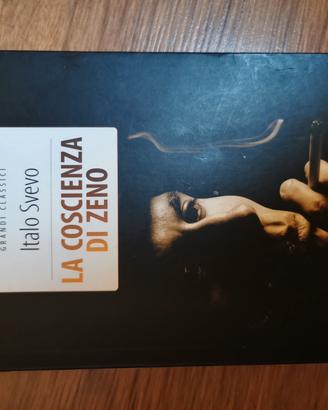 GRANDI CLASSICI
Italo Svevo
LA COSCIENZA
DI ZENO